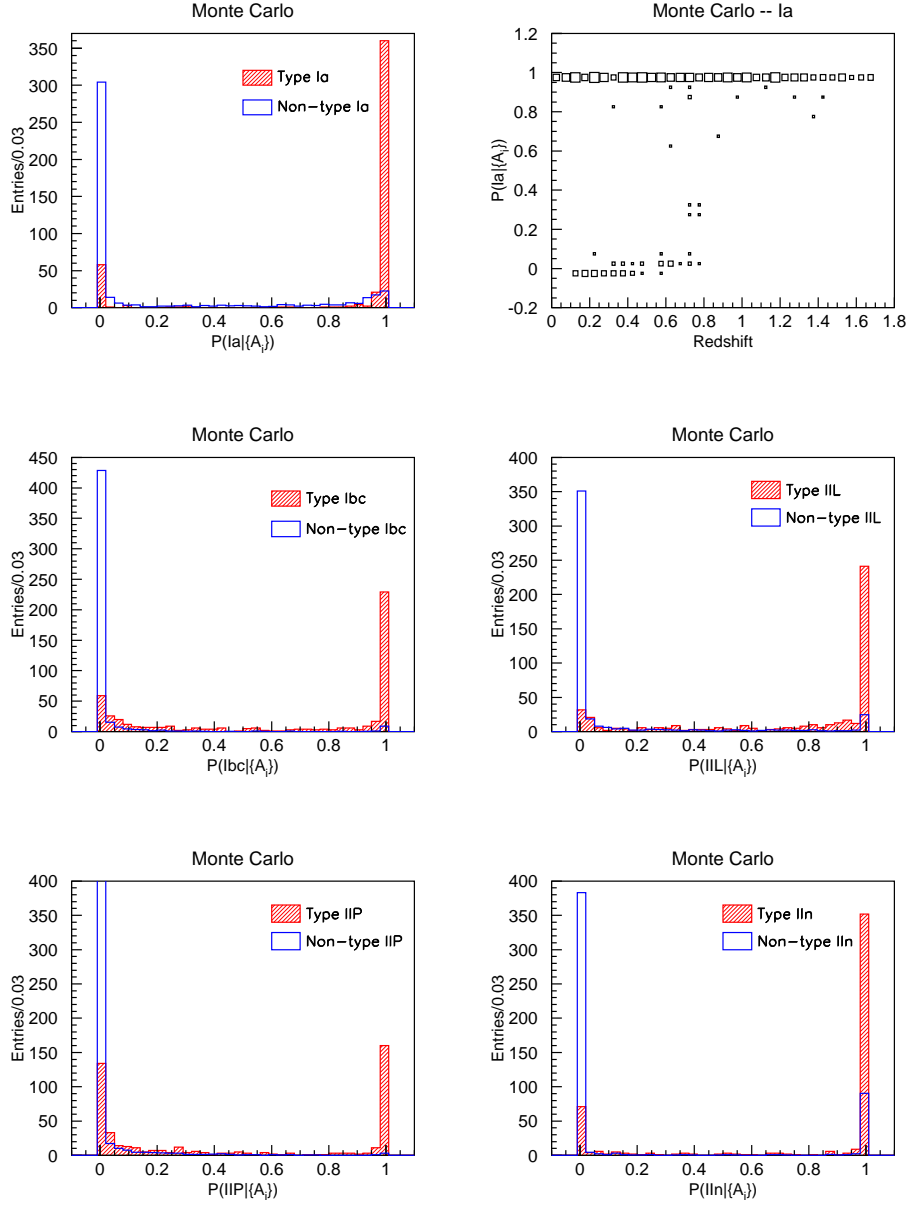 Monte Carlo
Entries/0.03
350
300
250
200
150
100
50
0
Type Ia
Non-type Ia
0 0.2 0.4 0.6 0.8 1
P(Ia|{A_i})
Monte Carlo -- Ia
P(Ia|{A_i})
1.2
1
0.8
0.6
0.4
0.2
0
-0.2
0 0.2 0.4 0.6 0.8 1 1.2 1.4 1.6 1.8
Redshift
Monte Carlo
Entries/0.03
450
400
350
300
250
200
150
100
50
0
Type Ibc
Non-type Ibc
0 0.2 0.4 0.6 0.8 1
P(Ibc|{A_i})
Monte Carlo
Entries/0.03
400
350
300
250
200
150
100
50
0
Type IIL
Non-type IIL
0 0.2 0.4 0.6 0.8 1
P(IIL|{A_i})
Monte Carlo
Entries/0.03
400
350
300
250
200
150
100
50
0
Type IIP
Non-type IIP
0 0.2 0.4 0.6 0.8 1
P(IIP|{A_i})
Monte Carlo
Entries/0.03
400
350
300
250
200
150
100
50
0
Type IIn
Non-type IIn
0 0.2 0.4 0.6 0.8 1
P(IIn|{A_i})